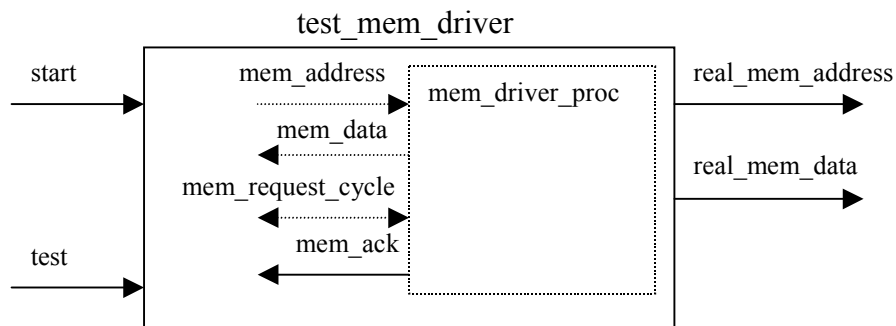 test_mem_driver
start
mem_address
real_mem_address
mem_driver_proc
mem_data
real_mem_data
mem_request_cycle
mem_ack
test